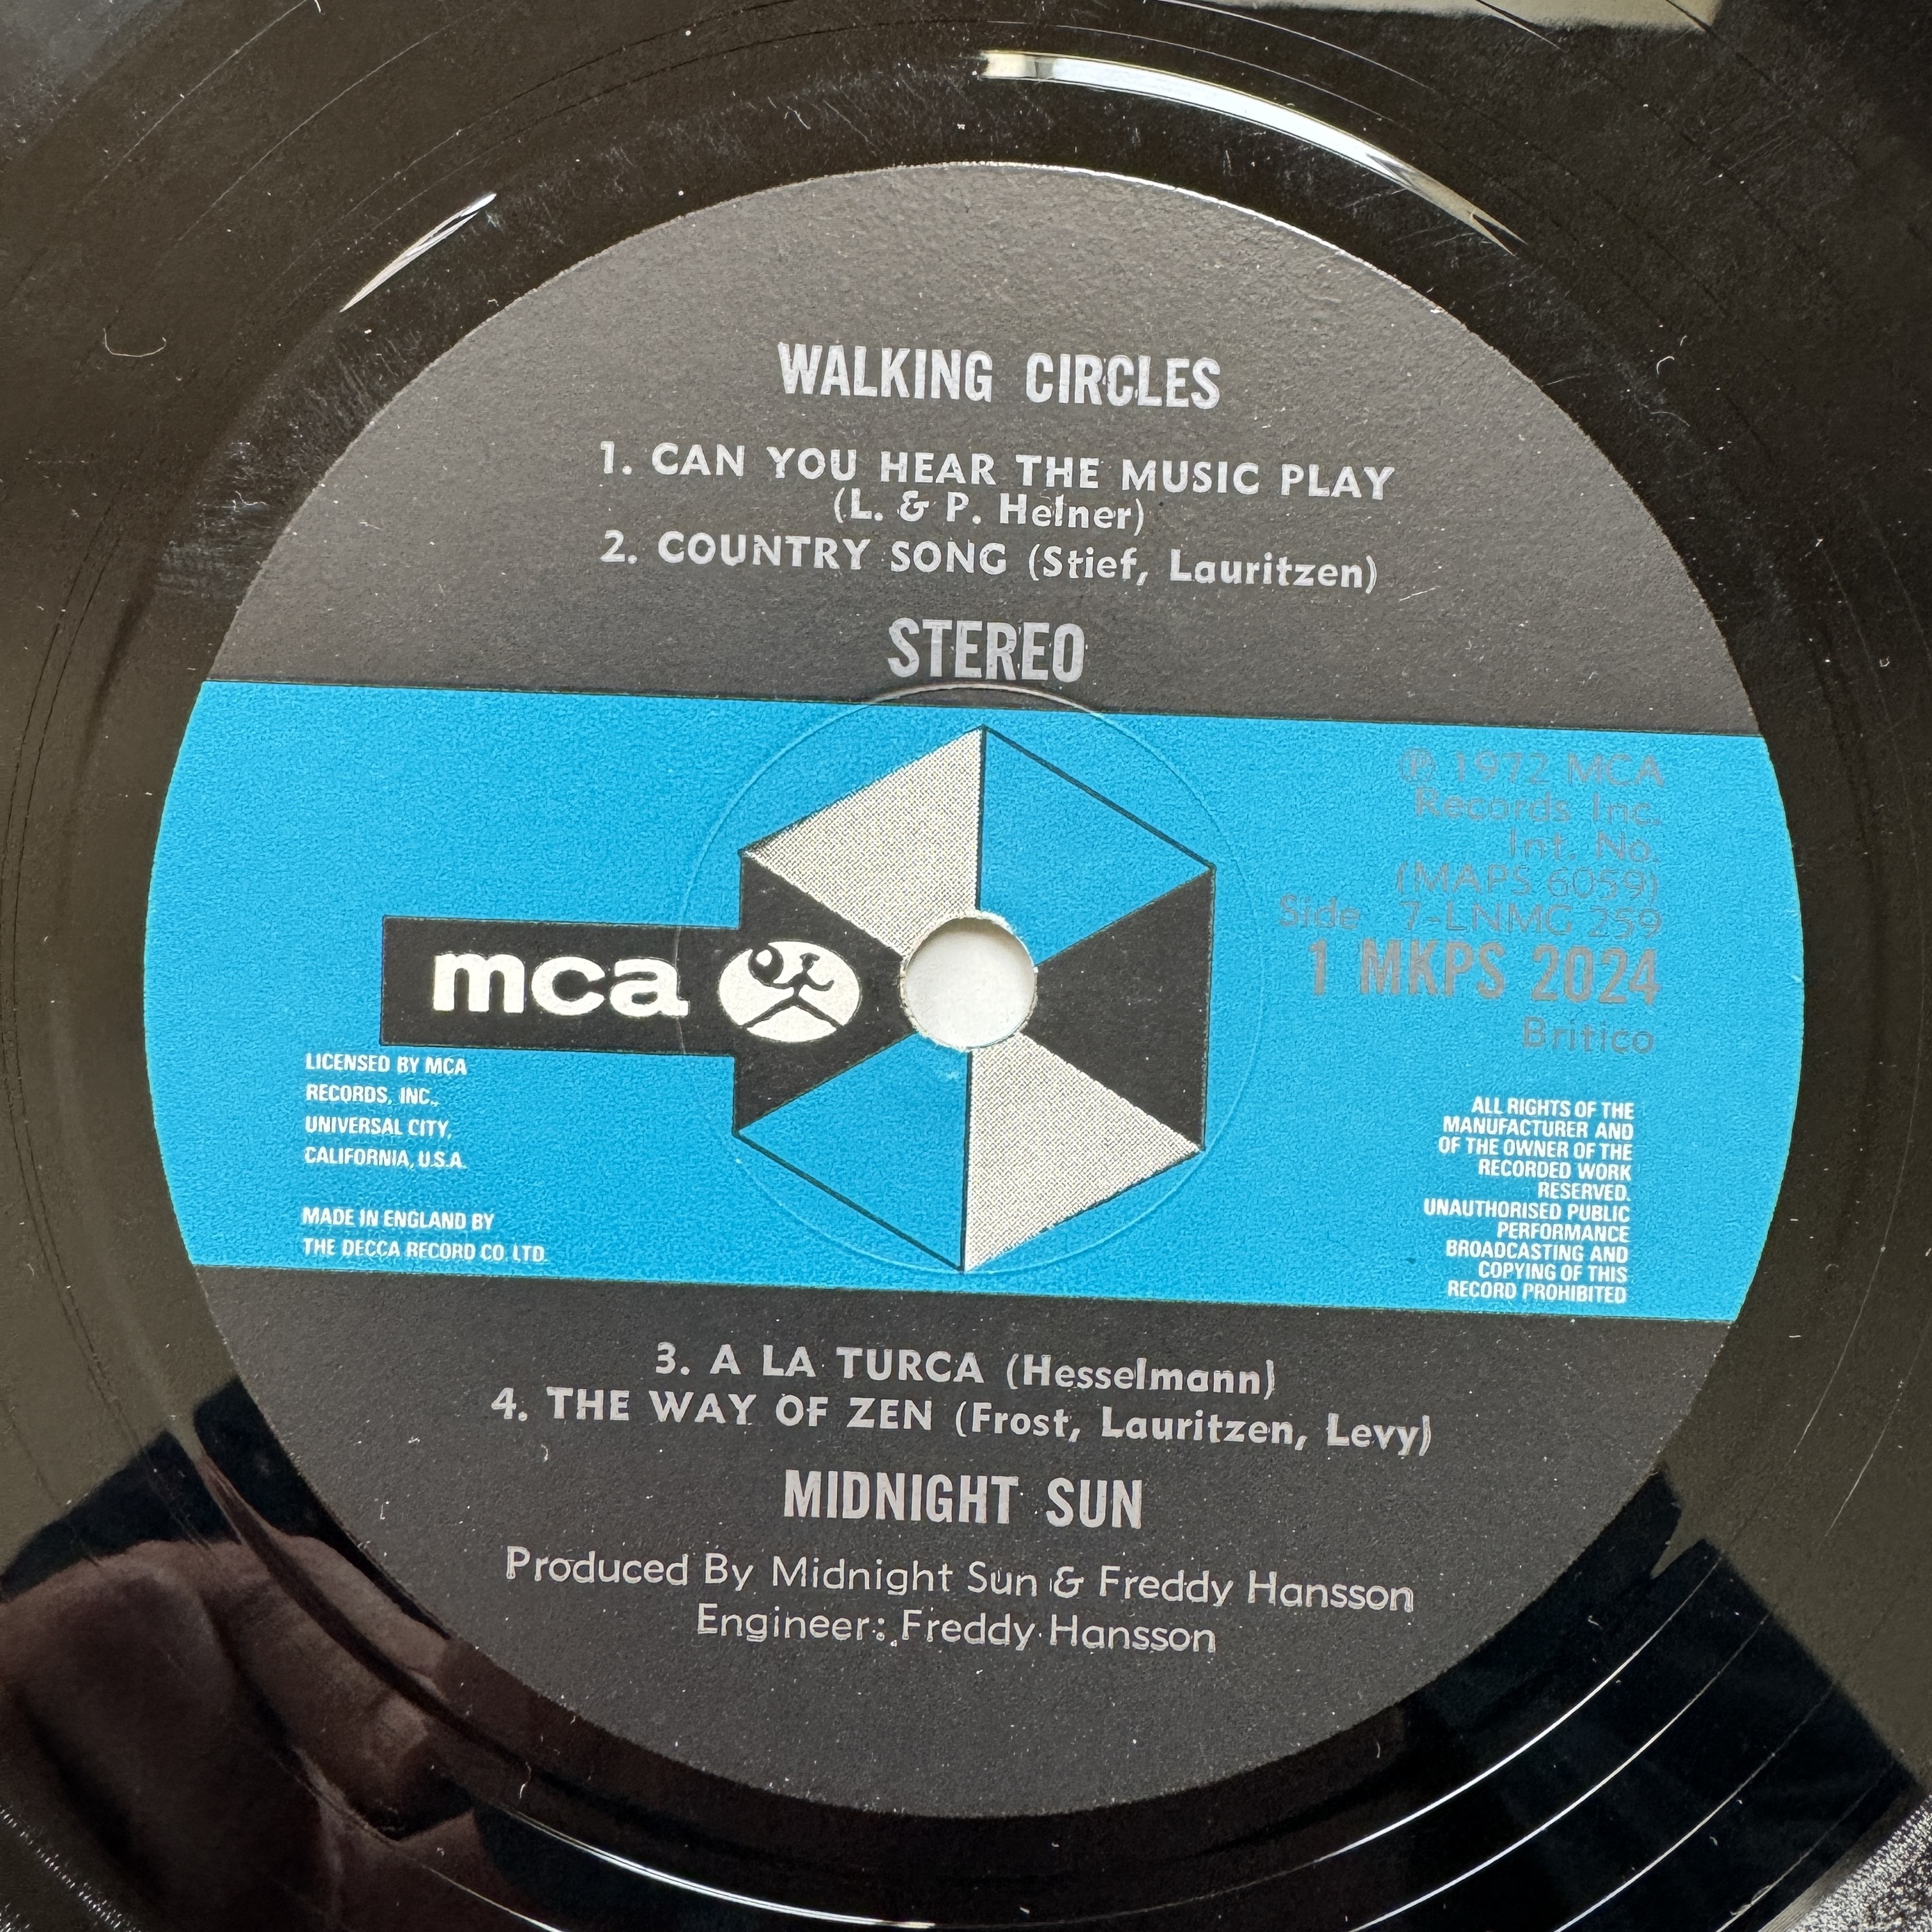 WALKING CIRCLES
1. CAN YOU HEAR THE MUSIC PLAY
(L. & P. Helner)
2. COUNTRY SONG (Stief, Lauritzen)
STEREO
℗ 1972 MCA
Records Inc.
Int. No.
(MAPS 6059)
Side 7-LNMG 259
1 MKPS 2024
Britico
mca
LICENSED BY MCA
RECORDS, INC.,
UNIVERSAL CITY,
CALIFORNIA, U.S.A.
MADE IN ENGLAND BY
THE DECCA RECORD CO. LTD.
ALL RIGHTS OF THE
MANUFACTURER AND
OF THE OWNER OF THE
RECORDED WORK
RESERVED.
UNAUTHORISED PUBLIC
PERFORMANCE
BROADCASTING AND
COPYING OF THIS
RECORD PROHIBITED
3. A LA TURCA (Hesselmann)
4. THE WAY OF ZEN (Frost, Lauritzen, Levy)
MIDNIGHT SUN
Produced By Midnight Sun & Freddy Hansson
Engineer: Freddy Hansson